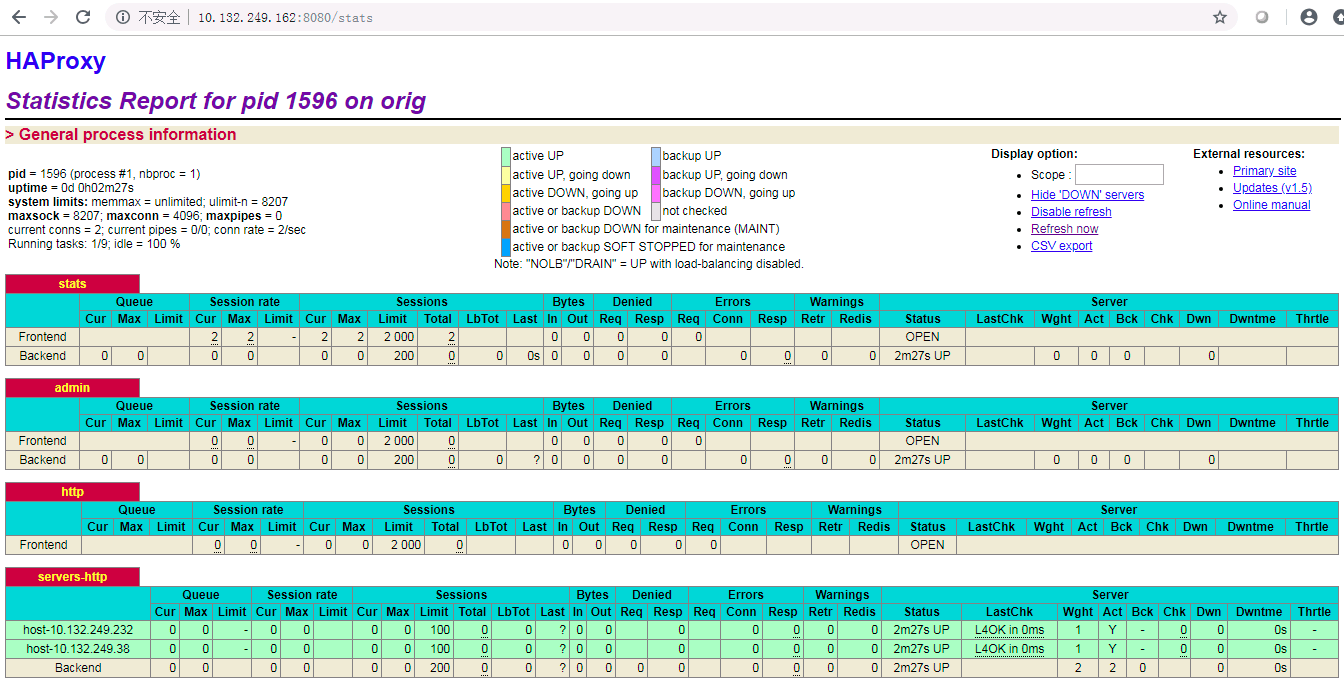 不安全 10.132.249.162:8080/stats
HAProxy
Statistics Report for pid 1596 on orig
> General process information
pid = 1596 (process #1, nbproc = 1)
uptime = 0d 0h02m27s
system limits: memmax = unlimited; ulimit-n = 8207
maxsock = 8207; maxconn = 4096; maxpipes = 0
current conns = 2; current pipes = 0/0; conn rate = 2/sec
Running tasks: 1/9; idle = 100 %
active UP backup UP
active UP, going down backup UP, going down
active DOWN, going up backup DOWN, going up
active or backup DOWN not checked
active or backup DOWN for maintenance (MAINT)
active or backup SOFT STOPPED for maintenance
Note: "NOLB"/"DRAIN" = UP with load-balancing disabled.
Display option:
Scope :
Hide 'DOWN' servers
Disable refresh
Refresh now
CSV export
External resources:
Primary site
Updates (v1.5)
Online manual
stats
Queue Session rate Sessions Bytes Denied Errors Warnings Server
Cur Max Limit Cur Max Limit Cur Max Limit Total LbTot Last In Out Req Resp Req Conn Resp Retr Redis Status LastChk Wght Act Bck Chk Dwn Dwntme Thrtle
Frontend 2 2 - 2 2 2 000 2 0 0 0 0 0 OPEN
Backend 0 0 0 0 0 0 200 0 0 0s 0 0 0 0 0 0 0 0 2m27s UP 0 0 0 0
admin
Queue Session rate Sessions Bytes Denied Errors Warnings Server
Cur Max Limit Cur Max Limit Cur Max Limit Total LbTot Last In Out Req Resp Req Conn Resp Retr Redis Status LastChk Wght Act Bck Chk Dwn Dwntme Thrtle
Frontend 0 0 - 0 0 2 000 0 0 0 0 0 0 OPEN
Backend 0 0 0 0 0 0 200 0 0 ? 0 0 0 0 0 0 0 0 2m27s UP 0 0 0 0
http
Queue Session rate Sessions Bytes Denied Errors Warnings Server
Cur Max Limit Cur Max Limit Cur Max Limit Total LbTot Last In Out Req Resp Req Conn Resp Retr Redis Status LastChk Wght Act Bck Chk Dwn Dwntme Thrtle
Frontend 0 0 - 0 0 2 000 0 0 0 0 0 0 OPEN
servers-http
Queue Session rate Sessions Bytes Denied Errors Warnings Server
Cur Max Limit Cur Max Limit Cur Max Limit Total LbTot Last In Out Req Resp Req Conn Resp Retr Redis Status LastChk Wght Act Bck Chk Dwn Dwntme Thrtle
host-10.132.249.232 0 0 - 0 0 0 0 100 0 0 ? 0 0 0 0 0 0 0 2m27s UP L4OK in 0ms 1 Y - 0 0 0s -
host-10.132.249.38 0 0 - 0 0 0 0 100 0 0 ? 0 0 0 0 0 0 0 2m27s UP L4OK in 0ms 1 Y - 0 0 0s -
Backend 0 0 0 0 0 0 200 0 0 ? 0 0 0 0 0 0 0 0 2m27s UP 2 2 0 0 0s